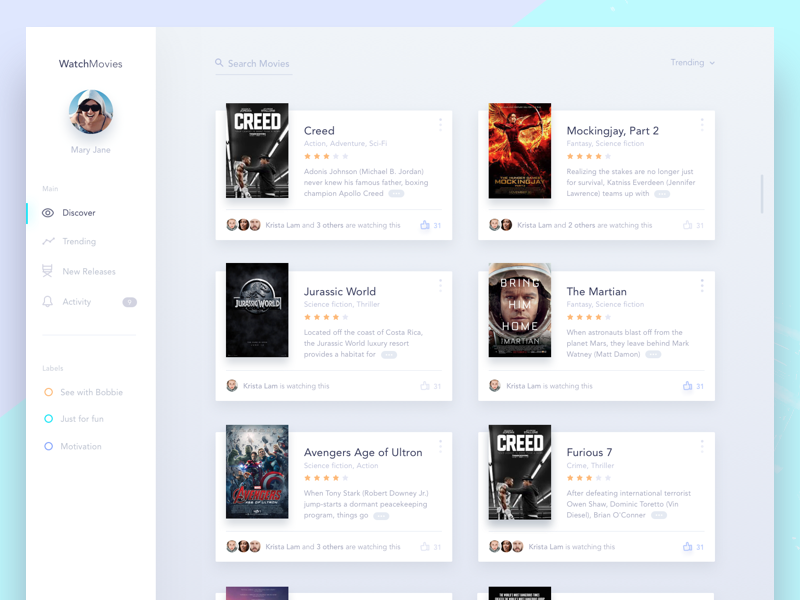 WatchMovies
Mary Jane
Main
Discover
Trending
New Releases
Activity
Labels
See with Bobbie
Just for fun
Motivation
Search Movies
Trending
CREED
Creed
Action, Adventure, Sci-Fi
Adonis Johnson (Michael B. Jordan)
never knew his famous father, boxing
champion Apollo Creed
Krista Lam and 3 others are watching this
31
MOCKINGJAY
Mockingjay, Part 2
Fantasy, Science fiction
Realizing the stakes are no longer just
for survival, Katniss Everdeen (Jennifer
Lawrence) teams up with
Krista Lam and 2 others are watching this
31
JURASSIC WORLD
Jurassic World
Science fiction, Thriller
Located off the coast of Costa Rica,
the Jurassic World luxury resort
provides a habitat for
Krista Lam is watching this
31
BRING
HIM
HOME
MARTIAN
The Martian
Fantasy, Science fiction
When astronauts blast off from the
planet Mars, they leave behind Mark
Watney (Matt Damon)
Krista Lam is watching this
31
AVENGERS
AGE OF ULTRON
Avengers Age of Ultron
Science fiction, Action
When Tony Stark (Robert Downey Jr.)
jump-starts a dormant peacekeeping
program, things go
Krista Lam and 3 others are watching this
31
CREED
Furious 7
Crime, Thriller
After defeating international terrorist
Owen Shaw, Dominic Toretto (Vin
Diesel), Brian O'Conner
Krista Lam is watching this
31